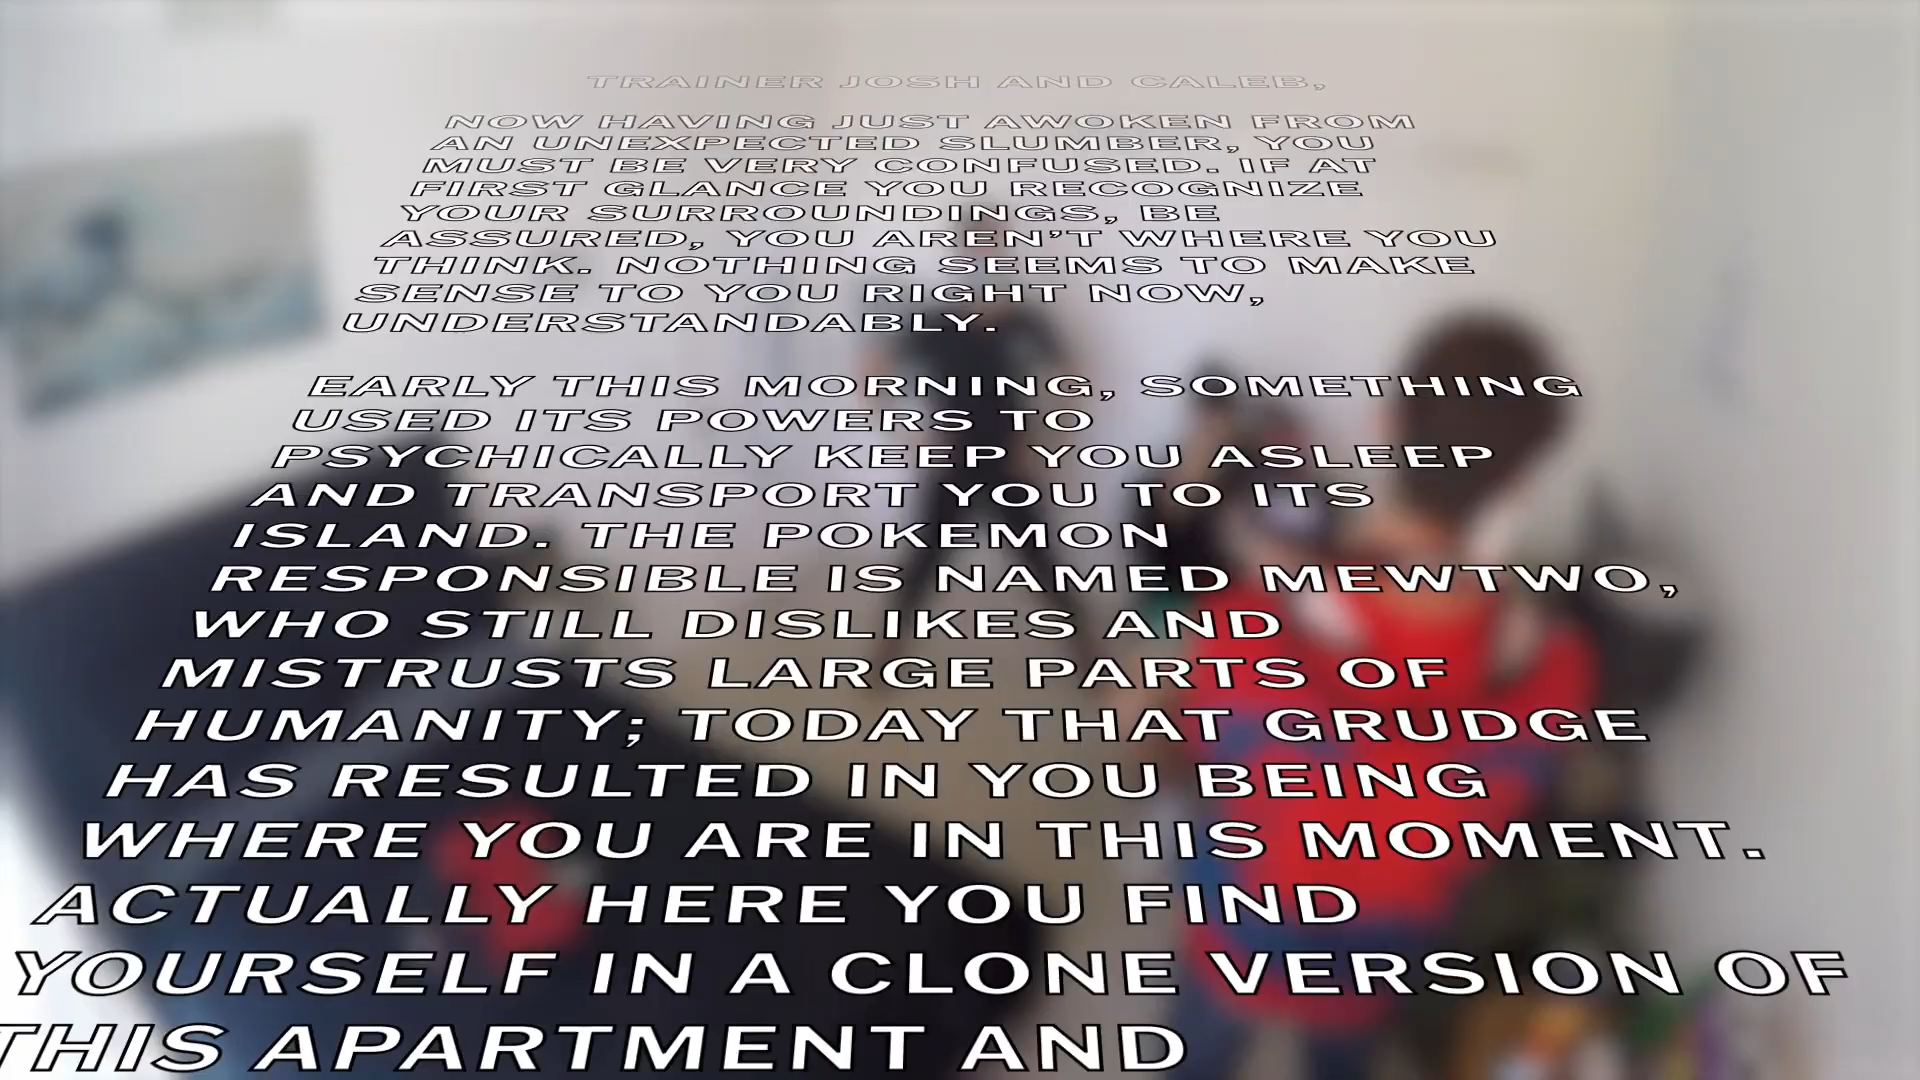 TRAINER JOSH AND CALEB,
NOW HAVING JUST AWOKEN FROM
AN UNEXPECTED SLUMBER, YOU
MUST BE VERY CONFUSED. IF AT
FIRST GLANCE YOU RECOGNIZE
YOUR SURROUNDINGS, BE
ASSURED, YOU AREN'T WHERE YOU
THINK. NOTHING SEEMS TO MAKE
SENSE TO YOU RIGHT NOW,
UNDERSTANDABLY.
EARLY THIS MORNING, SOMETHING
USED ITS POWERS TO
PSYCHICALLY KEEP YOU ASLEEP
AND TRANSPORT YOU TO ITS
ISLAND. THE POKEMON
RESPONSIBLE IS NAMED MEWTWO,
WHO STILL DISLIKES AND
MISTRUSTS LARGE PARTS OF
HUMANITY; TODAY THAT GRUDGE
HAS RESULTED IN YOU BEING
WHERE YOU ARE IN THIS MOMENT.
ACTUALLY HERE YOU FIND
YOURSELF IN A CLONE VERSION OF
THIS APARTMENT AND